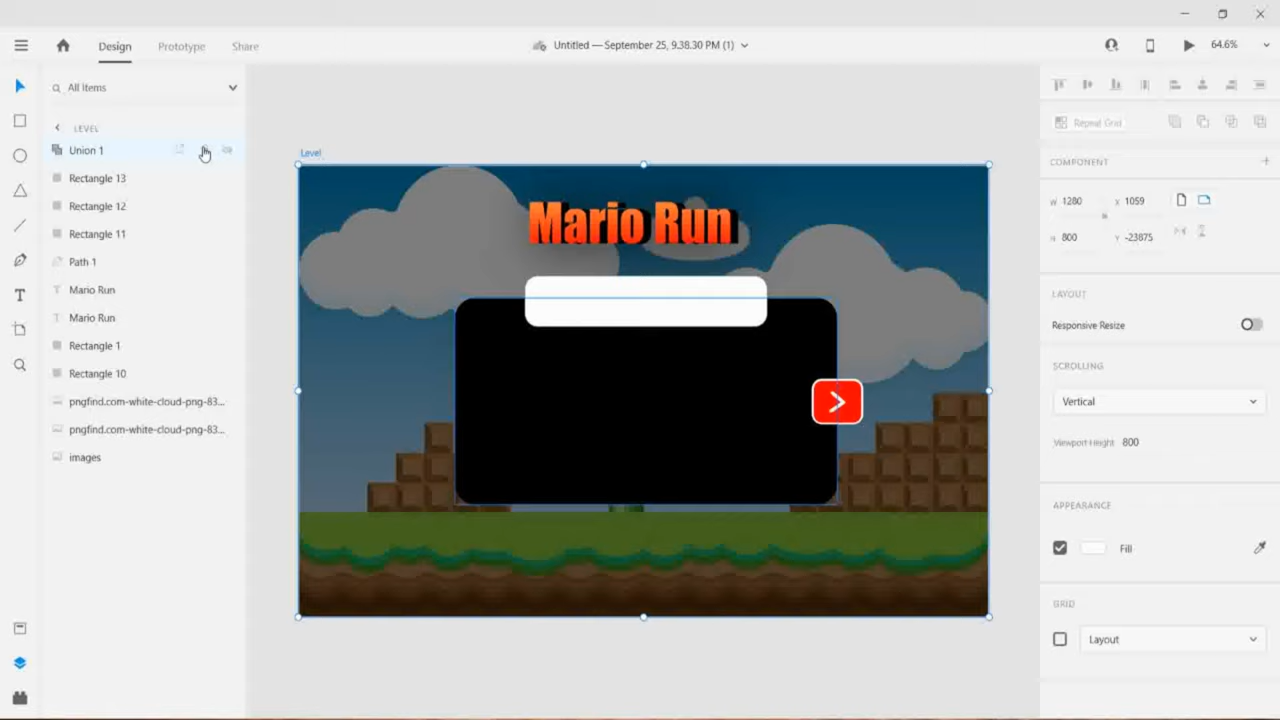 Design
Prototype
Share
Untitled — September 25, 9.38.30 PM (1)
64.6%
All Items
LEVEL
Union 1
Rectangle 13
Rectangle 12
Rectangle 11
Path 1
Mario Run
Mario Run
Rectangle 1
Rectangle 10
pngfind.com-white-cloud-png-83...
pngfind.com-white-cloud-png-83...
images
Level
Mario Run
Repeat Grid
COMPONENT
W 1280 X 1059
H 800 Y -23875
LAYOUT
Responsive Resize
SCROLLING
Vertical
Viewport Height 800
APPEARANCE
Fill
GRID
Layout